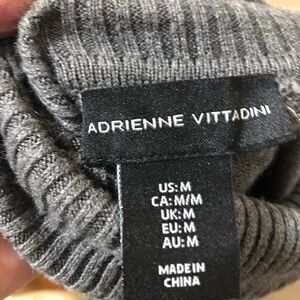 ADRIENNE VITTADINI
US: M
CA: M/M
UK: M
EU: M
AU: M
MADE IN
CHINA